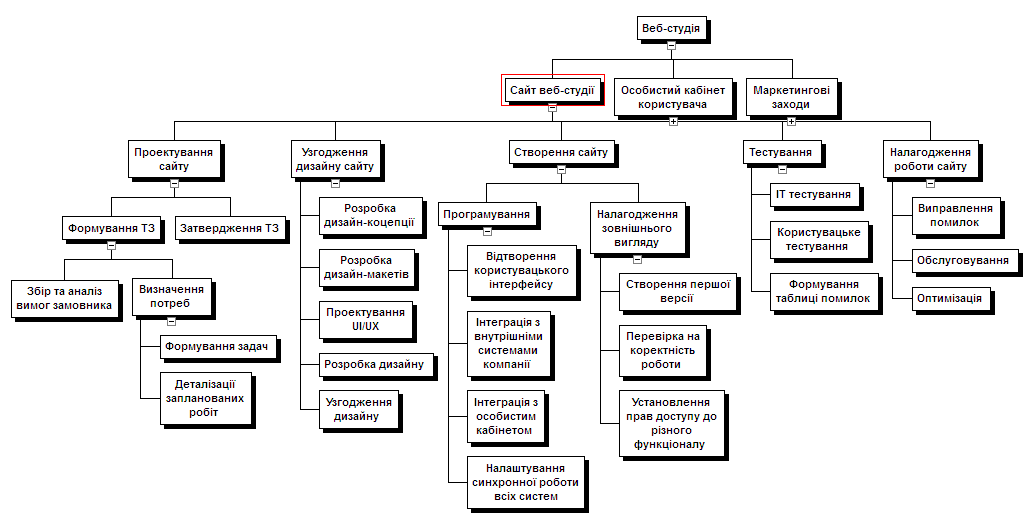 Веб-студія
Сайт веб-студії
Особистий кабінет
користувача
Маркетингові
заходи
Проектування
сайту
Узгодження
дизайну сайту
Створення сайту
Тестування
Налагодження
роботи сайту
Формування ТЗ
Затвердження ТЗ
Збір та аналіз
вимог замовника
Визначення
потреб
Формування задач
Деталізації
запланованих
робіт
Розробка
дизайн-коцепції
Розробка
дизайн-макетів
Проектування
UI/UX
Розробка дизайну
Узгодження
дизайну
Програмування
Відтворення
користувацького
інтерфейсу
Інтеграція з
внутрішніми
системами
компанії
Інтеграція з
особистим
кабінетом
Налаштування
синхронної роботи
всіх систем
Налагодження
зовнішнього
вигляду
Створення першої
версії
Перевірка на
коректність
роботи
Установлення
прав доступу до
різного
функціоналу
ІТ тестування
Користувацьке
тестування
Формування
таблиці помилок
Виправлення
помилок
Обслуговування
Оптимізація